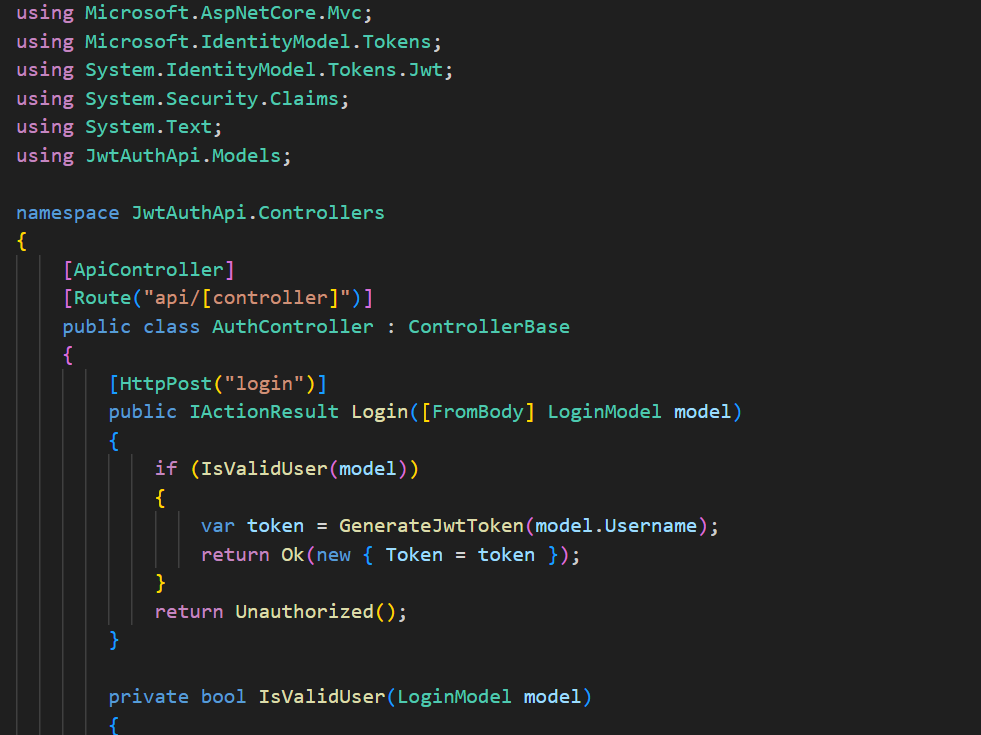 using Microsoft.AspNetCore.Mvc;
using Microsoft.IdentityModel.Tokens;
using System.IdentityModel.Tokens.Jwt;
using System.Security.Claims;
using System.Text;
using JwtAuthApi.Models;

namespace JwtAuthApi.Controllers
{
    [ApiController]
    [Route("api/[controller]")]
    public class AuthController : ControllerBase
    {
        [HttpPost("login")]
        public IActionResult Login([FromBody] LoginModel model)
        {
            if (IsValidUser(model))
            {
                var token = GenerateJwtToken(model.Username);
                return Ok(new { Token = token });
            }
            return Unauthorized();
        }

        private bool IsValidUser(LoginModel model)
        {